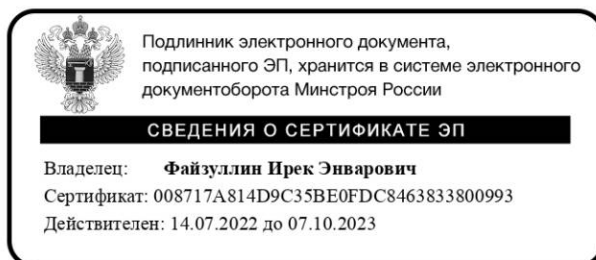 Подлинник электронного документа,
подписанного ЭП, хранится в системе электронного
документоборота Минстроя России
СВЕДЕНИЯ О СЕРТИФИКАТЕ ЭП
Владелец: Файзуллин Ирек Энварович
Сертификат: 008717A814D9C35BE0FDC8463833800993
Действителен: 14.07.2022 до 07.10.2023